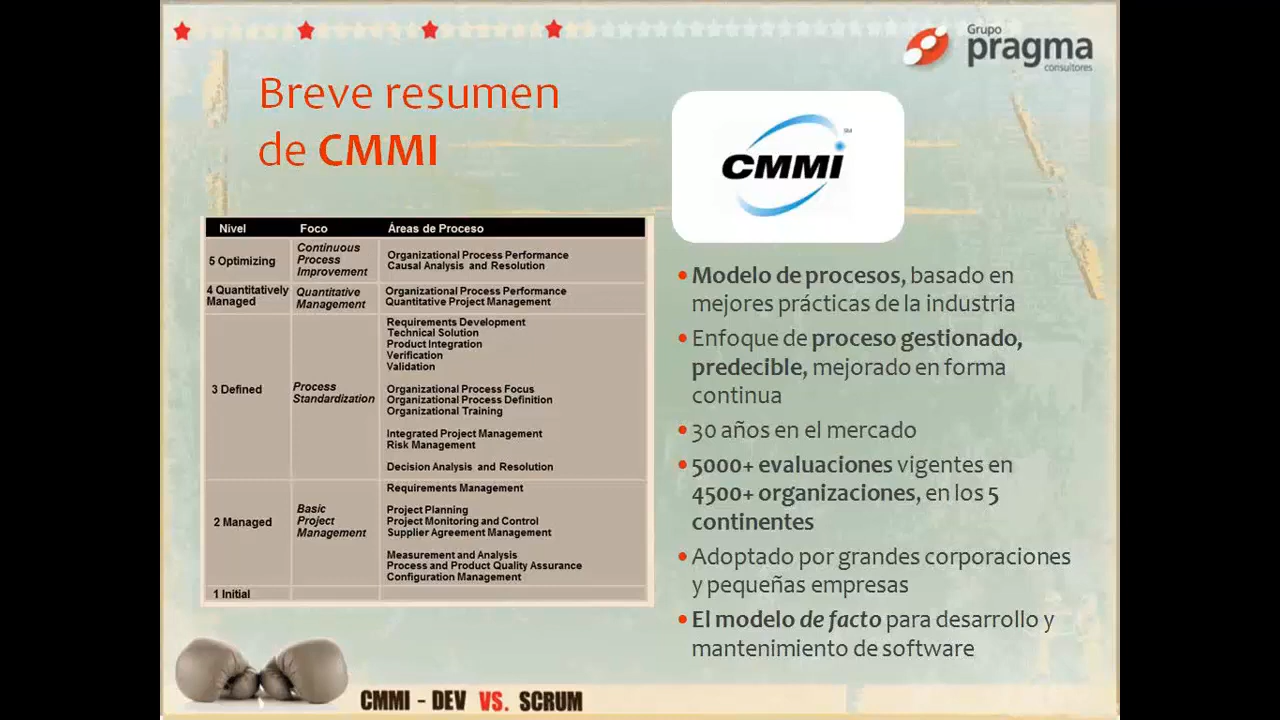 Grupo
pragma
consultores
Breve resumen
de CMMI
CMMI
SM
Nivel Foco Áreas de Proceso
5 Optimizing
Continuous
Process
Improvement
Organizational Process Performance
Causal Analysis and Resolution
4 Quantitatively
Managed
Quantitative
Management
Organizational Process Performance
Quantitative Project Management
3 Defined
Process
Standardization
Requirements Development
Technical Solution
Product Integration
Verification
Validation
Organizational Process Focus
Organizational Process Definition
Organizational Training
Integrated Project Management
Risk Management
Decision Analysis and Resolution
2 Managed
Basic
Project
Management
Requirements Management
Project Planning
Project Monitoring and Control
Supplier Agreement Management
Measurement and Analysis
Process and Product Quality Assurance
Configuration Management
1 Initial
• Modelo de procesos, basado en
mejores prácticas de la industria
• Enfoque de proceso gestionado,
predecible, mejorado en forma
continua
• 30 años en el mercado
• 5000+ evaluaciones vigentes en
4500+ organizaciones, en los 5
continentes
• Adoptado por grandes corporaciones
y pequeñas empresas
• El modelo de facto para desarrollo y
mantenimiento de software
CMMI - DEV VS. SCRUM